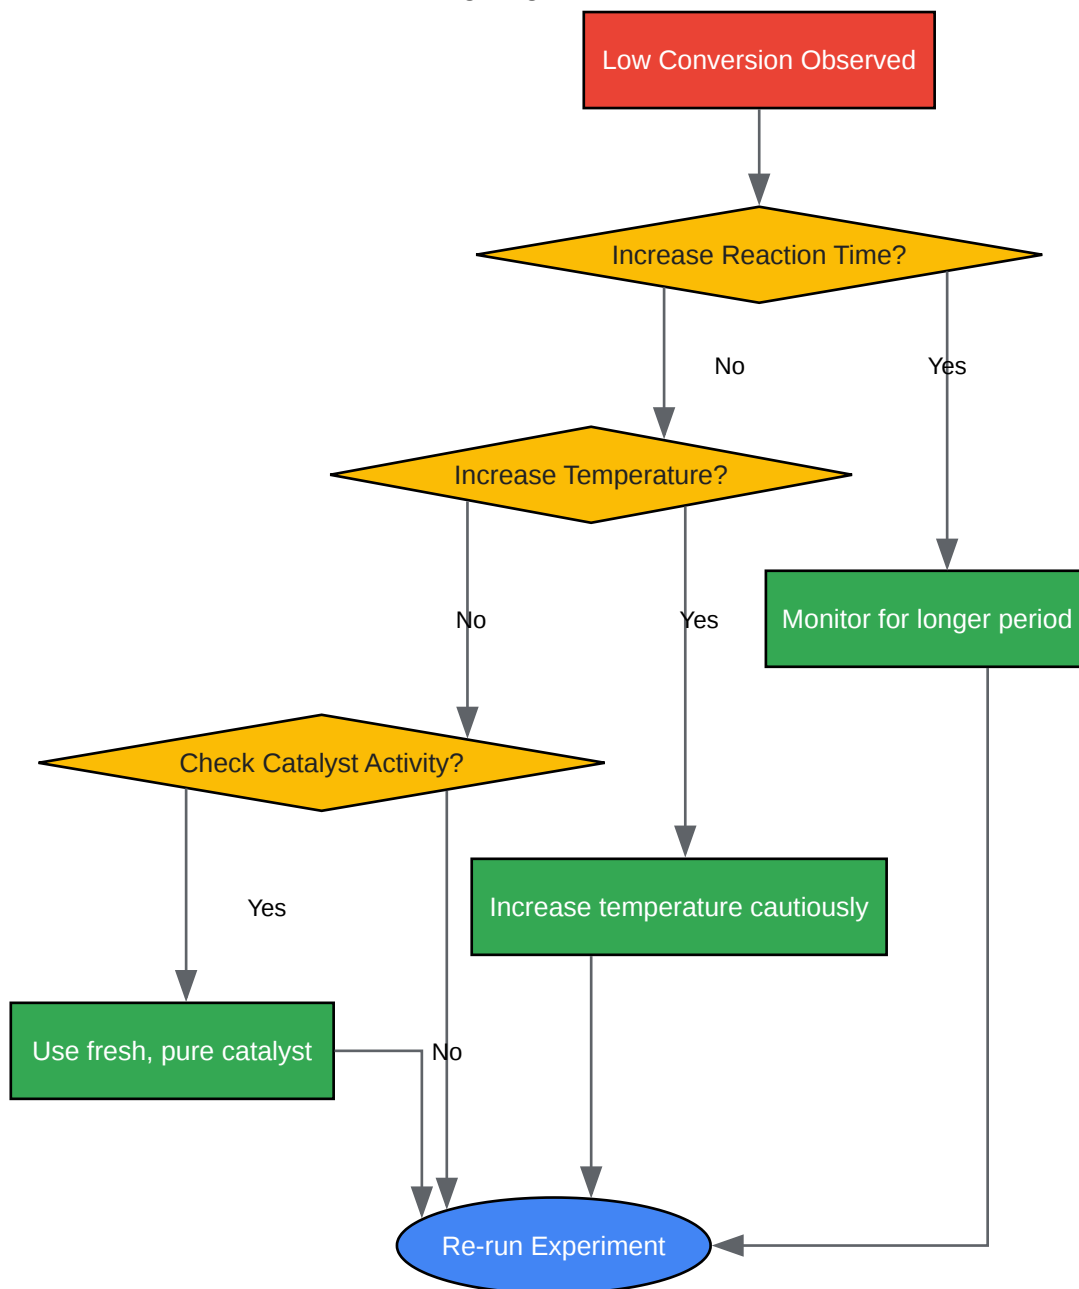 Low Conversion Observed
Increase Reaction Time?
No
Yes
Increase Temperature?
No
Yes
Monitor for longer period
Check Catalyst Activity?
Yes
Increase temperature cautiously
Use fresh, pure catalyst
No
Re-run Experiment